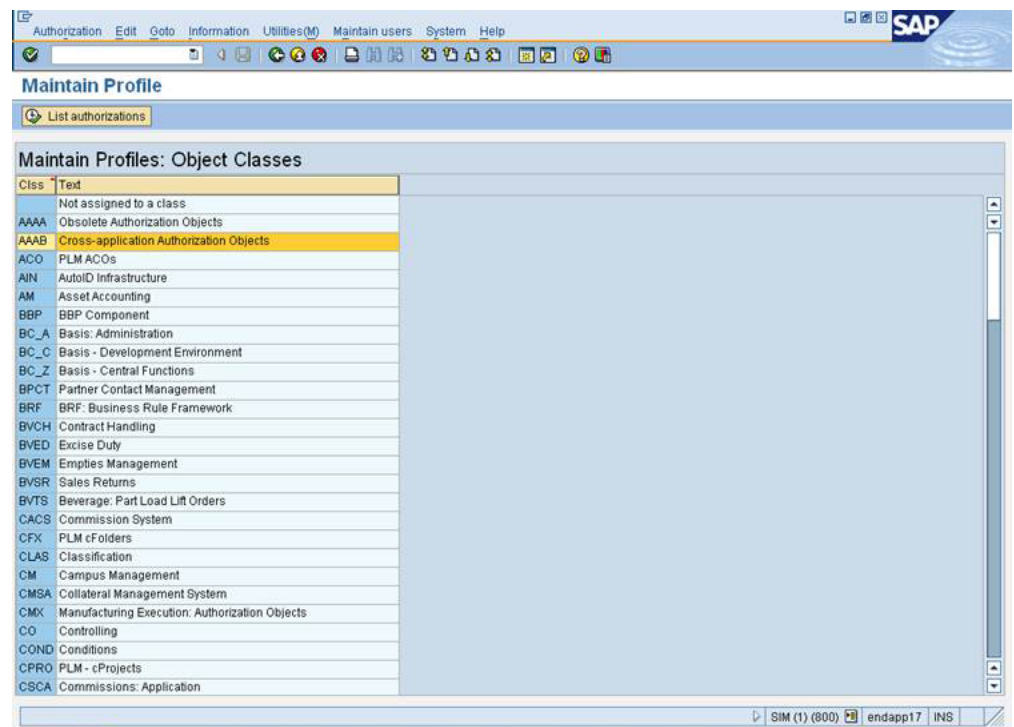 Authorization Edit Goto Information Utilities(M) Maintain users System Help
SAP
Maintain Profile
List authorizations
Maintain Profiles: Object Classes
Clss Text
Not assigned to a class
AAAA Obsolete Authorization Objects
AAAB Cross-application Authorization Objects
ACO PLM ACOs
AIN AutoID Infrastructure
AM Asset Accounting
BBP BBP Component
BC_A Basis: Administration
BC_C Basis - Development Environment
BC_Z Basis - Central Functions
BPCT Partner Contact Management
BRF BRF: Business Rule Framework
BVCH Contract Handling
BVED Excise Duty
BVEM Empties Management
BVSR Sales Returns
BVTS Beverage: Part Load Lift Orders
CACS Commission System
CFX PLM cFolders
CLAS Classification
CM Campus Management
CMSA Collateral Management System
CMX Manufacturing Execution: Authorization Objects
CO Controlling
COND Conditions
CPRO PLM - cProjects
CSCA Commissions: Application
SIM (1) (800) endapp17 INS